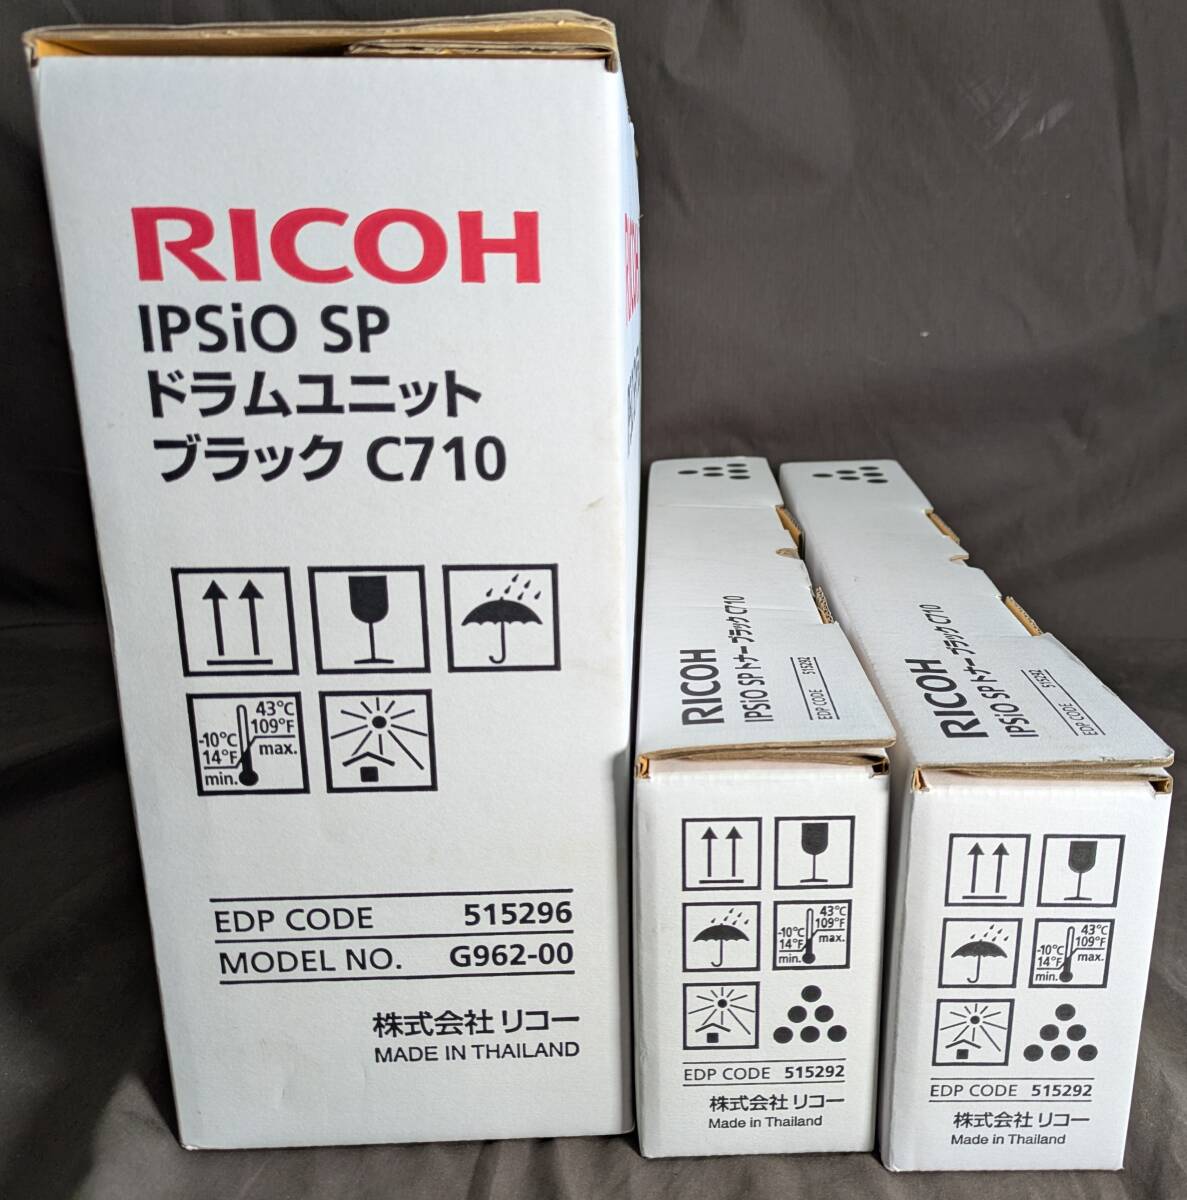 RICOH
IPSiO SP
ドラムユニット
ブラック C710
43°C
109°F
max.
-10°C
14°F
min.
EDP CODE 515296
MODEL NO. G962-00
株式会社 リコー
MADE IN THAILAND
RICOH
RICOH
IPSiO SP トナー ブラック C710
EDP CODE 515292
43°C
109°F
max.
-10°C
14°F
min.
EDP CODE 515292
株式会社 リコー
Made in Thailand
RICOH
IPSiO SP トナー ブラック C710
EDP CODE 515292
43°C
109°F
max.
-10°C
14°F
min.
EDP CODE 515292
株式会社 リコー
Made in Thailand